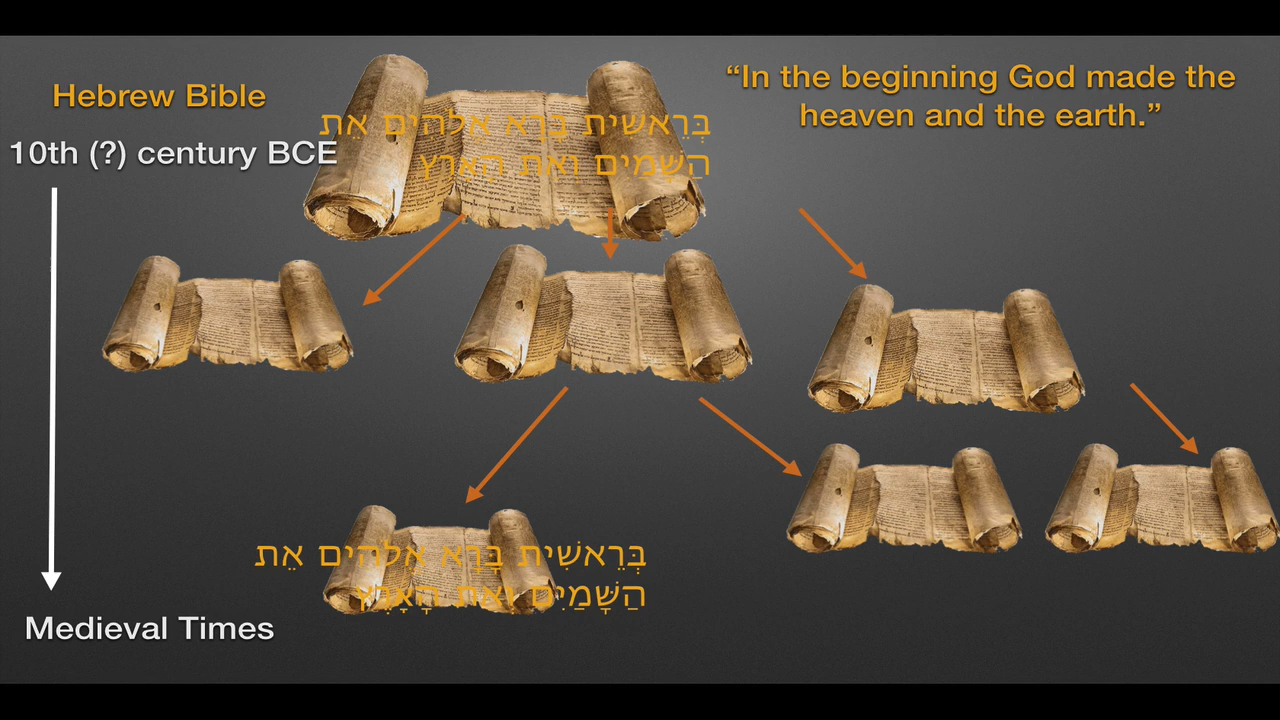 Hebrew Bible
10th (?) century BCE
“In the beginning God made the
heaven and the earth.”
בְּרֵאשִׁית בָּרָא אֱלֹהִים אֵת
הַשָּׁמַיִם וְאֵת הָאָרֶץ
בְּרֵאשִׁית בָּרָא אֱלֹהִים אֵת
הַשָּׁמַיִם וְאֵת הָאָרֶץ
Medieval Times